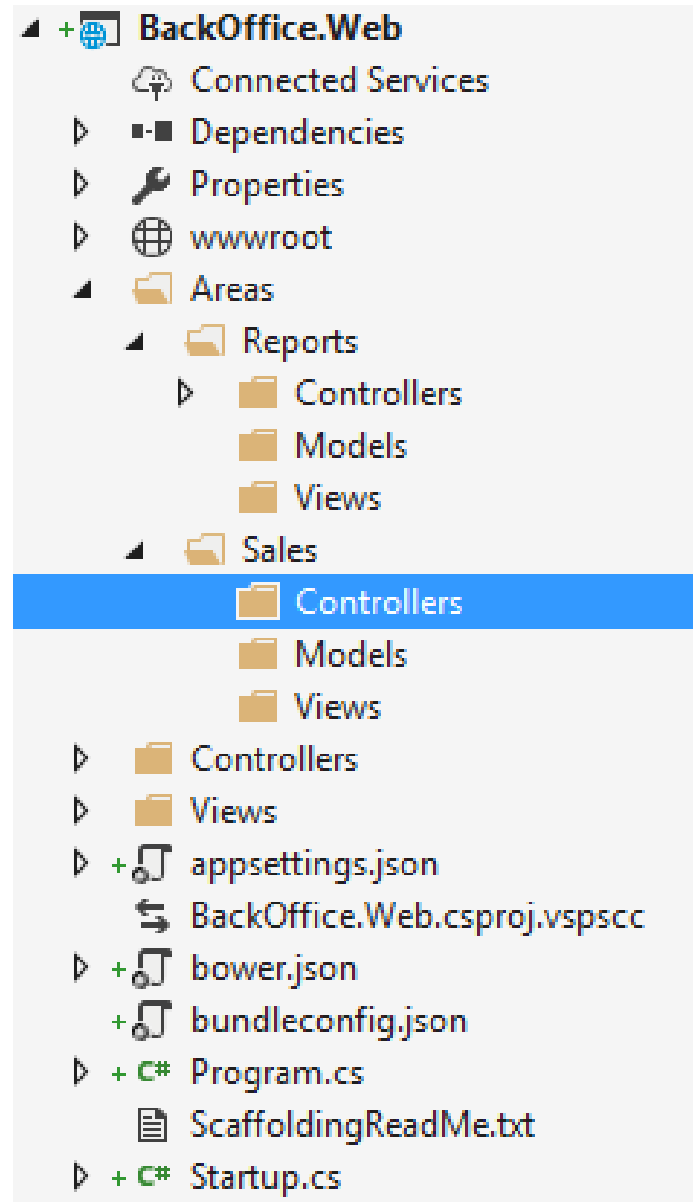 BackOffice.Web
Connected Services
Dependencies
Properties
wwwroot
Areas
Reports
Controllers
Models
Views
Sales
Controllers
Models
Views
Controllers
Views
appsettings.json
BackOffice.Web.csproj.vspscc
bower.json
bundleconfig.json
C# Program.cs
ScaffoldingReadMe.txt
C# Startup.cs